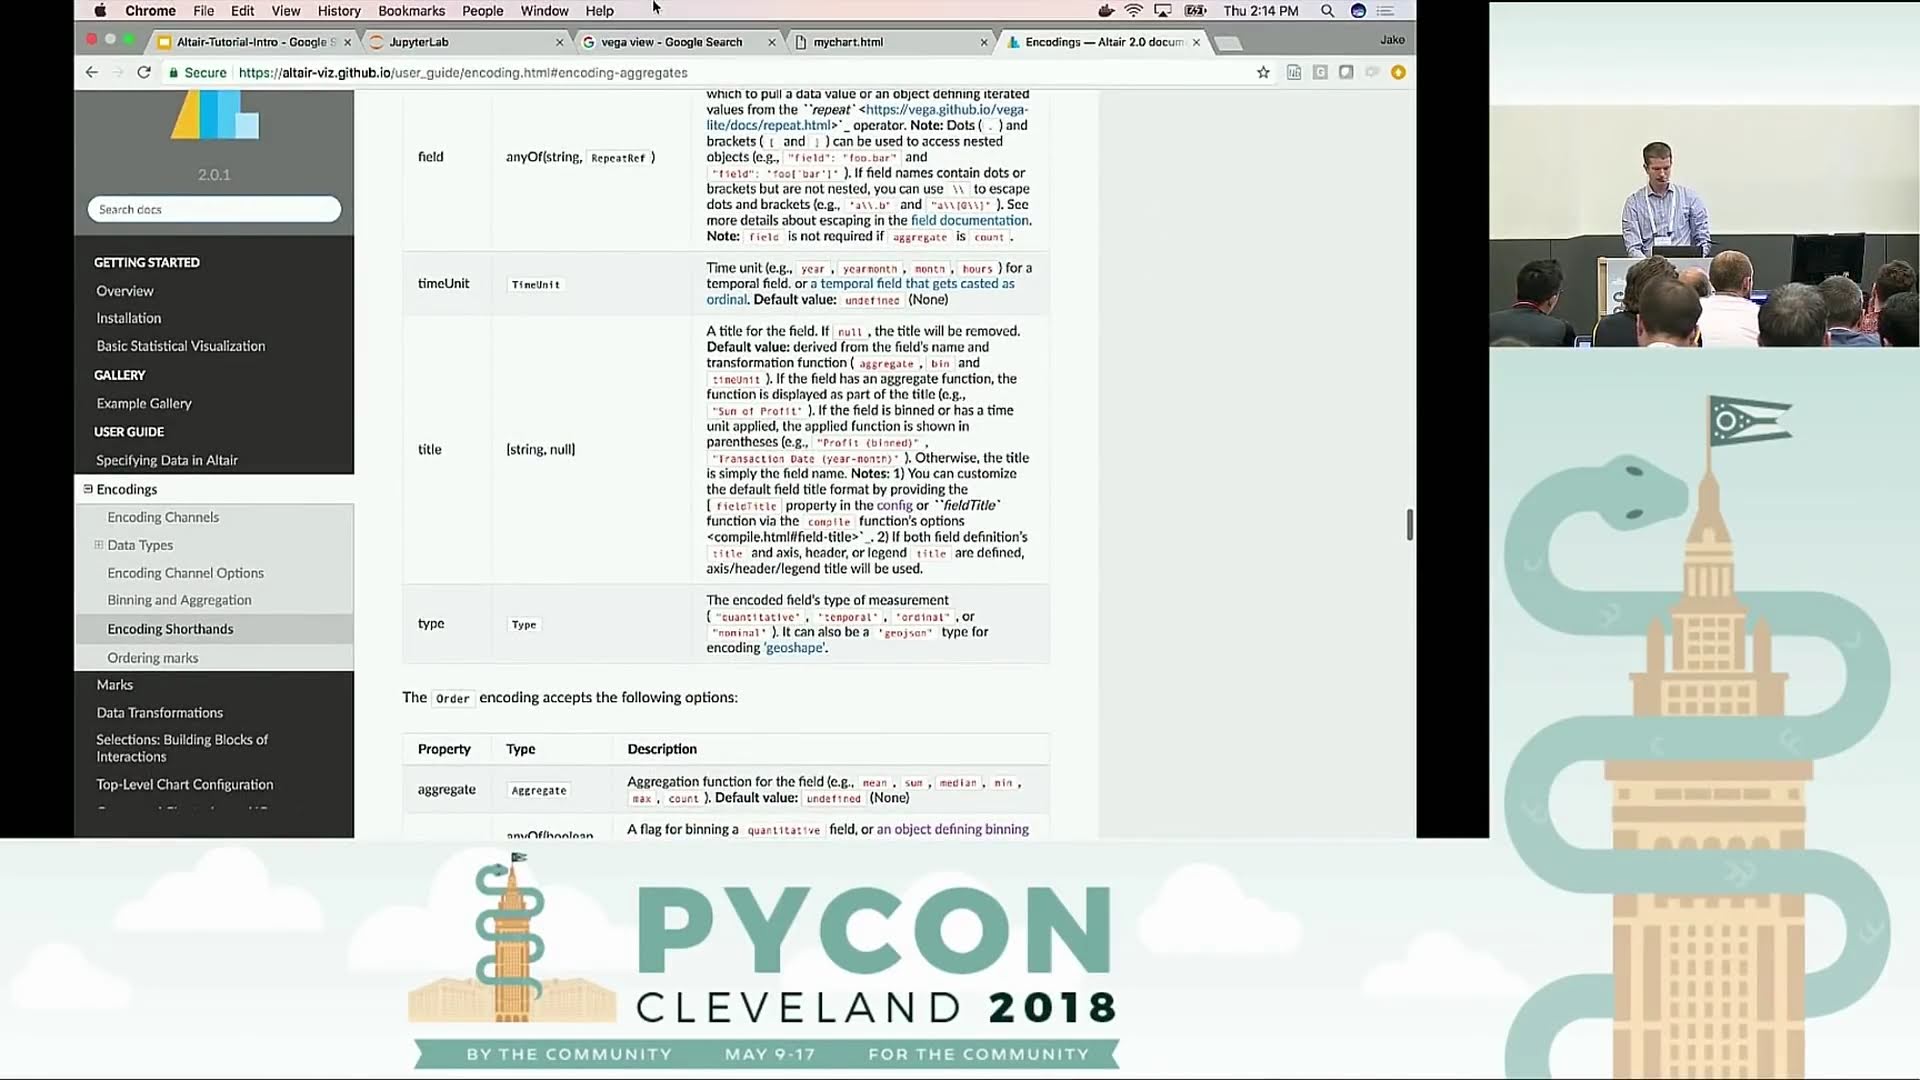 Chrome File Edit View History Bookmarks People Window Help Thu 2:14 PM
Altair-Tutorial-Intro - Google S JupyterLab vega view - Google Search mychart.html Encodings — Altair 2.0 docum Jake
Secure https://altair-viz.github.io/user_guide/encoding.html#encoding-aggregates
2.0.1
Search docs
GETTING STARTED
Overview
Installation
Basic Statistical Visualization
GALLERY
Example Gallery
USER GUIDE
Specifying Data in Altair
Encodings
Encoding Channels
Data Types
Encoding Channel Options
Binning and Aggregation
Encoding Shorthands
Ordering marks
Marks
Data Transformations
Selections: Building Blocks of
Interactions
Top-Level Chart Configuration
field anyOf(string, RepeatRef )
which to pull a data value or an object defining iterated
values from the ``repeat` <https://vega.github.io/vega-
lite/docs/repeat.html>`_ operator. Note: Dots ( . ) and
brackets ( [ and ] ) can be used to access nested
objects (e.g., "field": "foo.bar" and
"field": "foo['bar']" ). If field names contain dots or
brackets but are not nested, you can use \\ to escape
dots and brackets (e.g., "a\\.b" and "a\\[0\\]" ). See
more details about escaping in the field documentation.
Note: field is not required if aggregate is count .
timeUnit TimeUnit
Time unit (e.g., year , yearmonth , month , hours ) for a
temporal field. or a temporal field that gets casted as
ordinal. Default value: undefined (None)
title [string, null]
A title for the field. If null , the title will be removed.
Default value: derived from the field's name and
transformation function ( aggregate , bin and
timeUnit ). If the field has an aggregate function, the
function is displayed as part of the title (e.g.,
"Sum of Profit" ). If the field is binned or has a time
unit applied, the applied function is shown in
parentheses (e.g., "Profit (binned)" ,
"Transaction Date (year-month)" ). Otherwise, the title
is simply the field name. Notes: 1) You can customize
the default field title format by providing the
[ fieldTitle property in the config or ``fieldTitle`
function via the compile function's options
<compile.html#field-title>`_. 2) If both field definition's
title and axis, header, or legend title are defined,
axis/header/legend title will be used.
type Type
The encoded field's type of measurement
( "quantitative" , "temporal" , "ordinal" , or
"nominal" ). It can also be a "geojson" type for
encoding 'geoshape'.
The Order encoding accepts the following options:
Property Type Description
aggregate Aggregate
Aggregation function for the field (e.g., mean , sum , median , min ,
max , count ). Default value: undefined (None)
anyOf(boolean,
A flag for binning a quantitative field, or an object defining binning
PYCON
CLEVELAND 2018
BY THE COMMUNITY MAY 9-17 FOR THE COMMUNITY